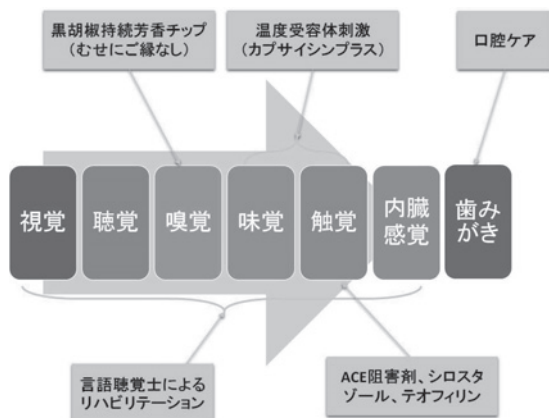 黒胡椒持続芳香チップ
(むせにご縁なし)
温度受容体刺激
(カプサイシンプラス)
口腔ケア
視覚
聴覚
嗅覚
味覚
触覚
内臓
感覚
歯み
がき
言語聴覚士による
リハビリテーション
ACE阻害剤、シロスタ
ゾール、テオフィリン